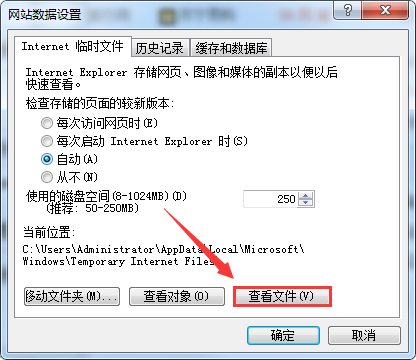 网站数据设置
Internet 临时文件 历史记录 缓存和数据库
Internet Explorer 存储网页、图像和媒体的副本以便以后
快速查看。
检查存储的页面的较新版本:
每次访问网页时(E)
每次启动 Internet Explorer 时(S)
自动(A)
从不(N)
使用的磁盘空间(8-1024MB)(D) 250
(推荐: 50-250MB)
当前位置:
C:\Users\Administrator\AppData\Local\Microsoft\
Windows\Temporary Internet Files\
移动文件夹(M)... 查看对象(O) 查看文件(V)
确定 取消